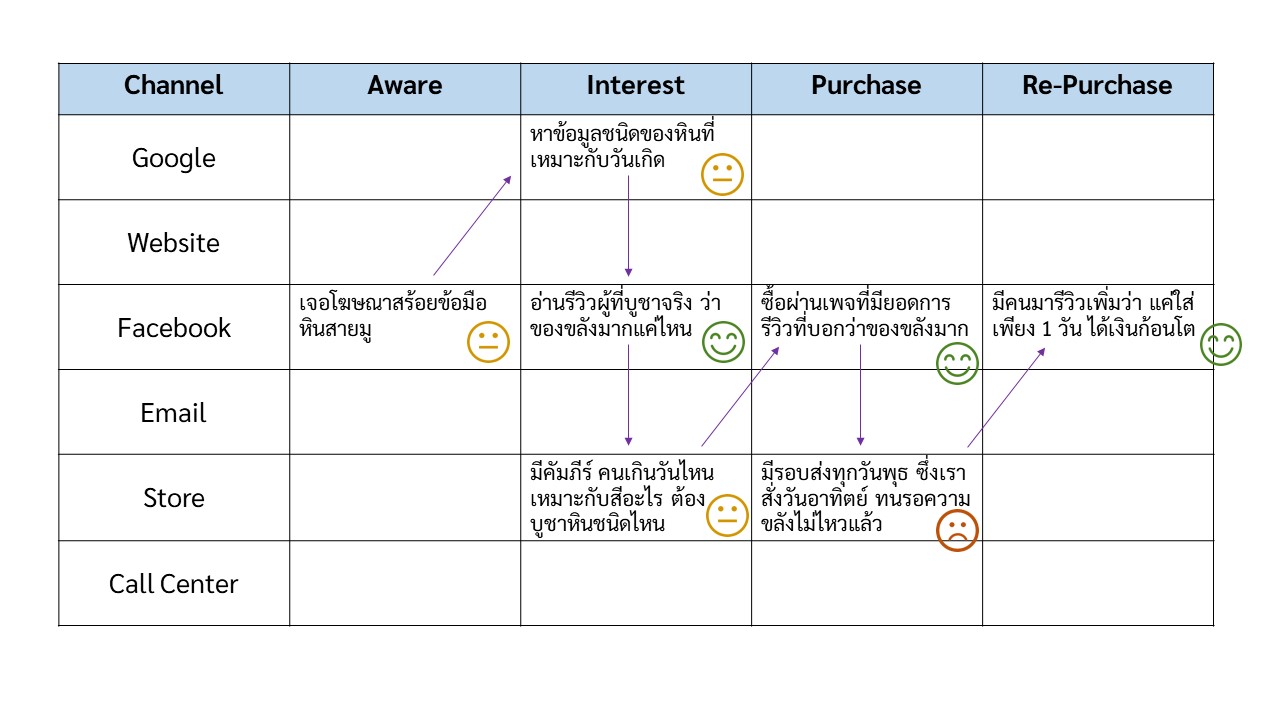 Channel
Aware
Interest
Purchase
Re-Purchase
Google
หาข้อมูลชนิดของหินที่
เหมาะกับวันเกิด
Website
Facebook
เจอโฆษณาสร้อยข้อมือ
หินสายมู
อ่านรีวิวผู้ที่บูชาจริง ว่า
ของขลังมากแค่ไหน
ซื้อผ่านเพจที่มียอดการ
รีวิวที่บอกว่าของขลังมาก
มีคนมารีวิวเพิ่มว่า แค่ใส่
เพียง 1 วัน ได้เงินก้อนโต
Email
Store
มีคัมภีร์ คนเกินวันไหน
เหมาะกับสีอะไร ต้อง
บูชาหินชนิดไหน
มีรอบส่งทุกวันพุธ ซึ่งเรา
สั่งวันอาทิตย์ ทนรอความ
ขลังไม่ไหวแล้ว
Call Center